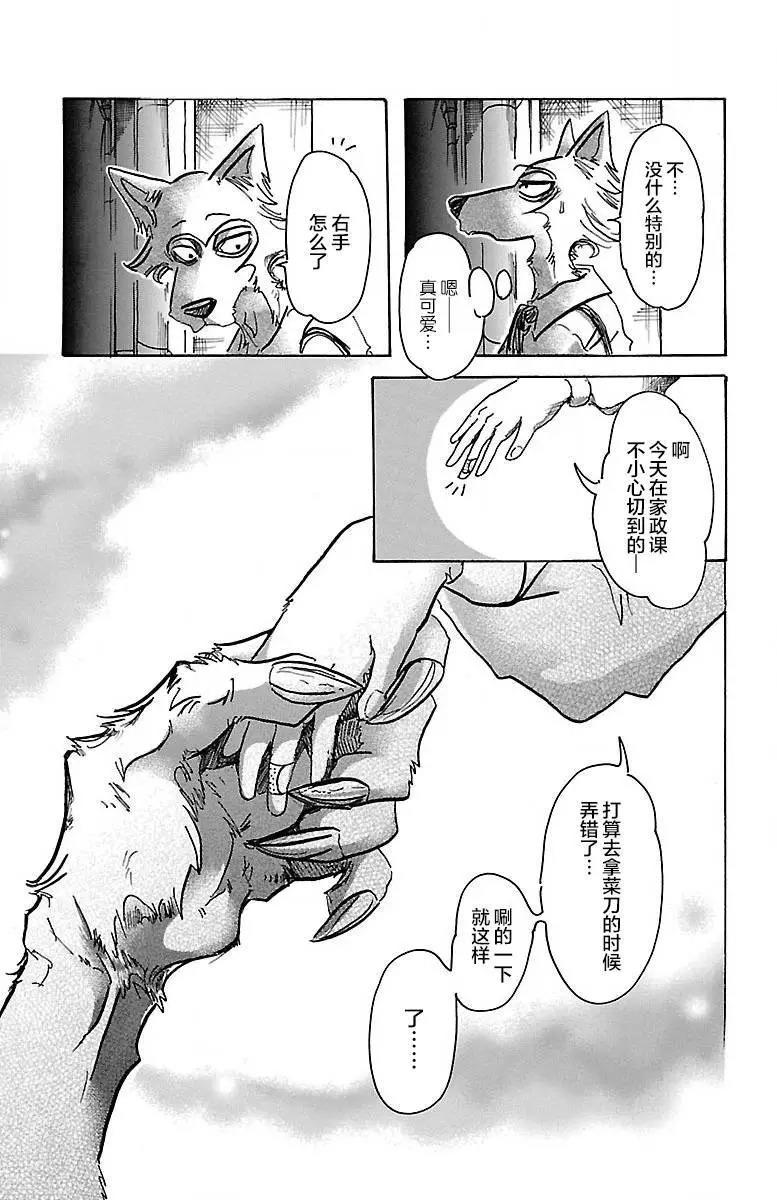 不…
没什么特别的…
嗯——
真可爱…
右手
怎么了
啊
今天在家政课
不小心切到的—
打算去拿菜刀的时候
弄错了…
唰的一下
就这样
了……